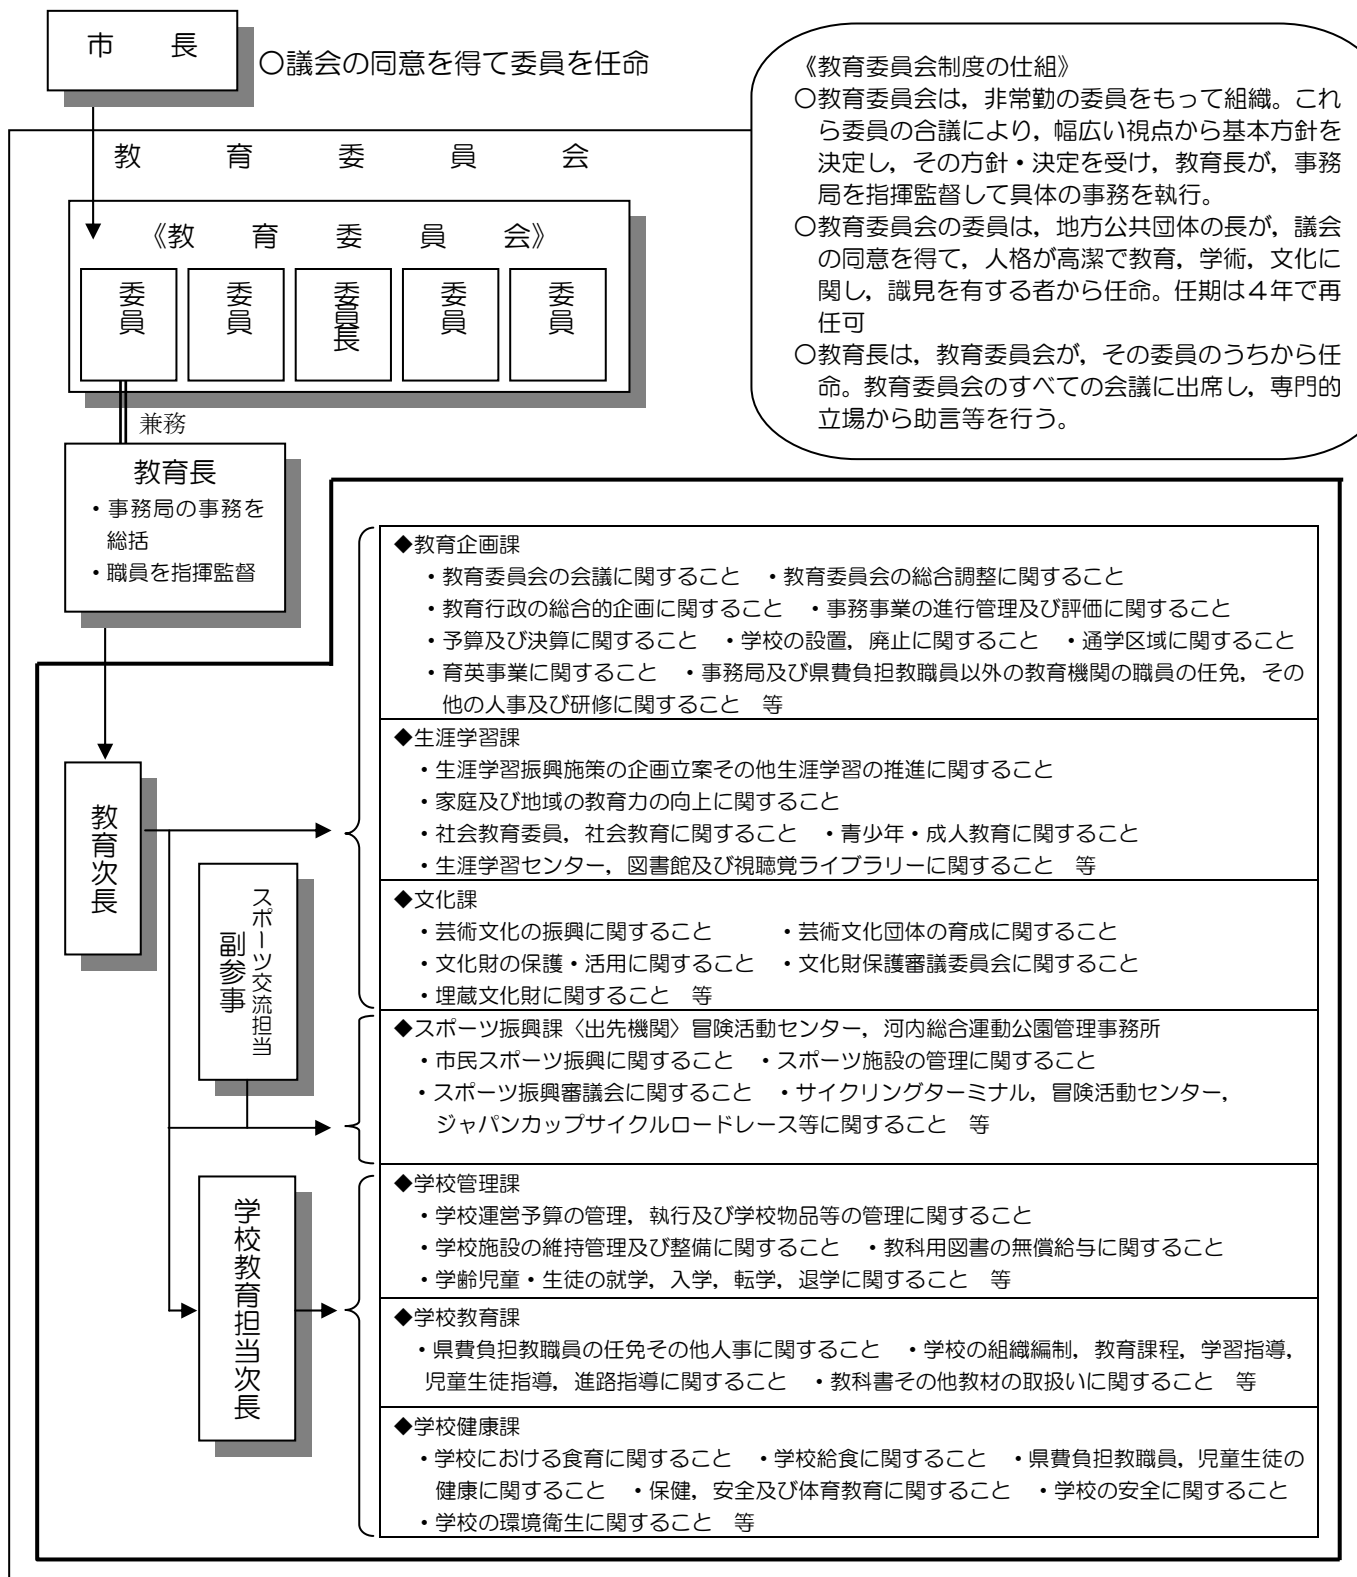 市　長
〇議会の同意を得て委員を任命
《教育委員会制度の仕組》
〇教育委員会は，非常勤の委員をもって組織。これ
ら委員の合議により，幅広い視点から基本方針を
決定し，その方針・決定を受け，教育長が，事務
局を指揮監督して具体の事務を執行。
〇教育委員会の委員は，地方公共団体の長が，議会
の同意を得て，人格が高潔で教育，学術，文化に
関し，識見を有する者から任命。任期は４年で再
任可
〇教育長は，教育委員会が，その委員のうちから任
命。教育委員会のすべての会議に出席し，専門的
立場から助言等を行う。
教　育　委　員　会
《教　育　委　員　会》
委員
委員
委員長
委員
委員
兼務
教育長
・事務局の事務を
総括
・職員を指揮監督
教育次長
スポーツ交流担当
副参事
学校教育担当次長
◆教育企画課
・教育委員会の会議に関すること　・教育委員会の総合調整に関すること
・教育行政の総合的企画に関すること　・事務事業の進行管理及び評価に関すること
・予算及び決算に関すること　・学校の設置，廃止に関すること　・通学区域に関すること
・育英事業に関すること　・事務局及び県費負担教職員以外の教育機関の職員の任免，その
他の人事及び研修に関すること　等
◆生涯学習課
・生涯学習振興施策の企画立案その他生涯学習の推進に関すること
・家庭及び地域の教育力の向上に関すること
・社会教育委員，社会教育に関すること　・青少年・成人教育に関すること
・生涯学習センター，図書館及び視聴覚ライブラリーに関すること　等
◆文化課
・芸術文化の振興に関すること　・芸術文化団体の育成に関すること
・文化財の保護・活用に関すること　・文化財保護審議委員会に関すること
・埋蔵文化財に関すること　等
◆スポーツ振興課〈出先機関〉冒険活動センター，河内総合運動公園管理事務所
・市民スポーツ振興に関すること　・スポーツ施設の管理に関すること
・スポーツ振興審議会に関すること　・サイクリングターミナル，冒険活動センター，
ジャパンカップサイクルロードレース等に関すること　等
◆学校管理課
・学校運営予算の管理，執行及び学校物品等の管理に関すること
・学校施設の維持管理及び整備に関すること　・教科用図書の無償給与に関すること
・学齢児童・生徒の就学，入学，転学，退学に関すること　等
◆学校教育課
・県費負担教職員の任免その他人事に関すること　・学校の組織編制，教育課程，学習指導，
児童生徒指導，進路指導に関すること　・教科書その他教材の取扱いに関すること　等
◆学校健康課
・学校における食育に関すること　・学校給食に関すること　・県費負担教職員，児童生徒の
健康に関すること　・保健，安全及び体育教育に関すること　・学校の安全に関すること
・学校の環境衛生に関すること　等